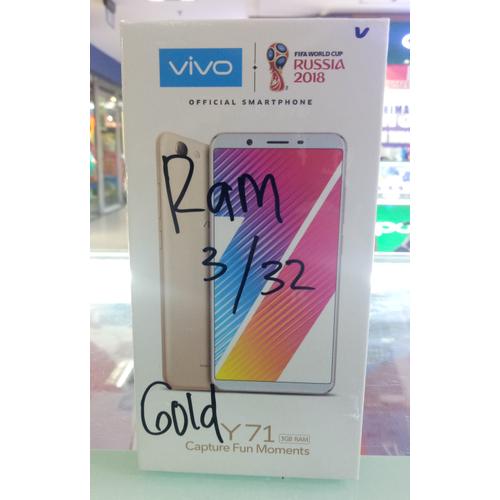 vivo
FIFA WORLD CUP
RUSSIA
2018
OFFICIAL SMARTPHONE
Ram
3/32
Gold
Y71 3GB RAM
Capture Fun Moments